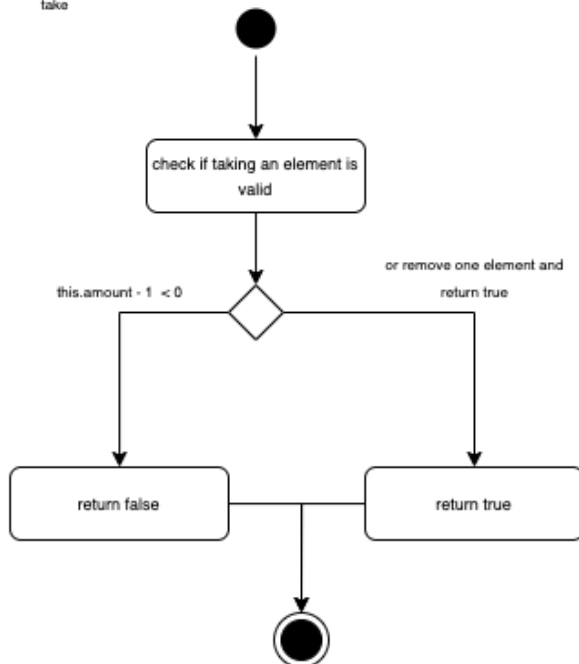 take
check if taking an element is
valid
or remove one element and
return true
this.amount - 1 < 0
return false
return true